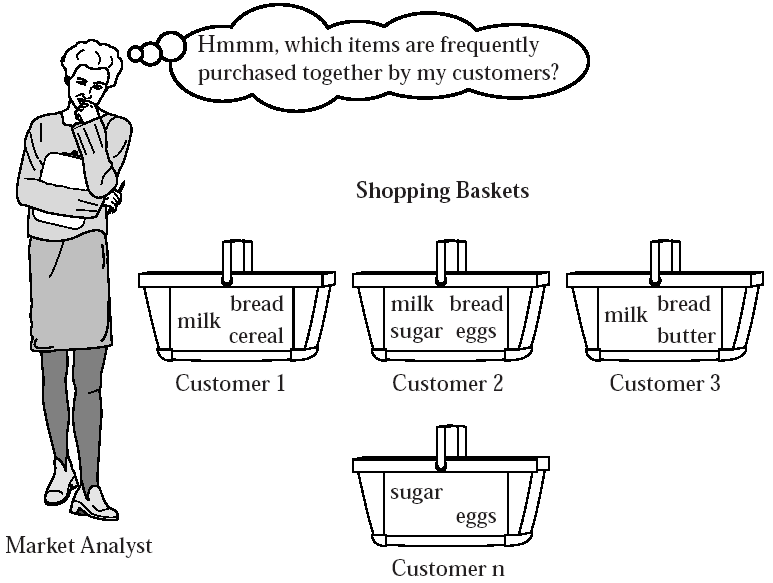 Hmmm, which items are frequently
purchased together by my customers?
Shopping Baskets
milk bread
cereal
Customer 1
milk bread
sugar eggs
Customer 2
milk bread
butter
Customer 3
sugar
eggs
Customer n
Market Analyst